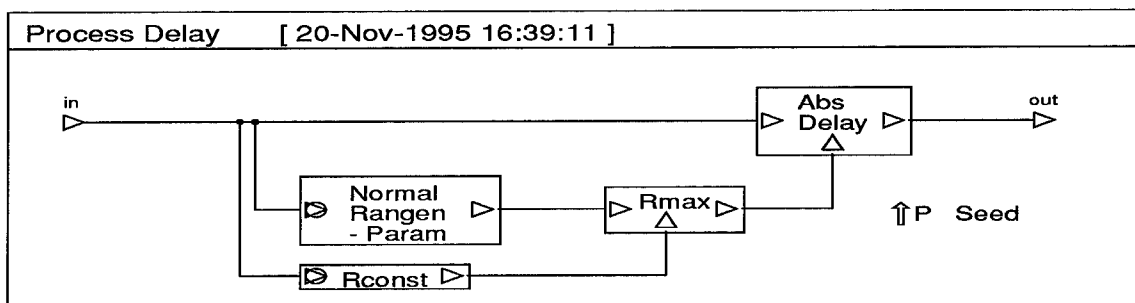 Process Delay [ 20-Nov-1995 16:39:11 ]
in
Abs
Delay
out
Normal
Rangen
- Param
Rmax
⇑P Seed
Rconst